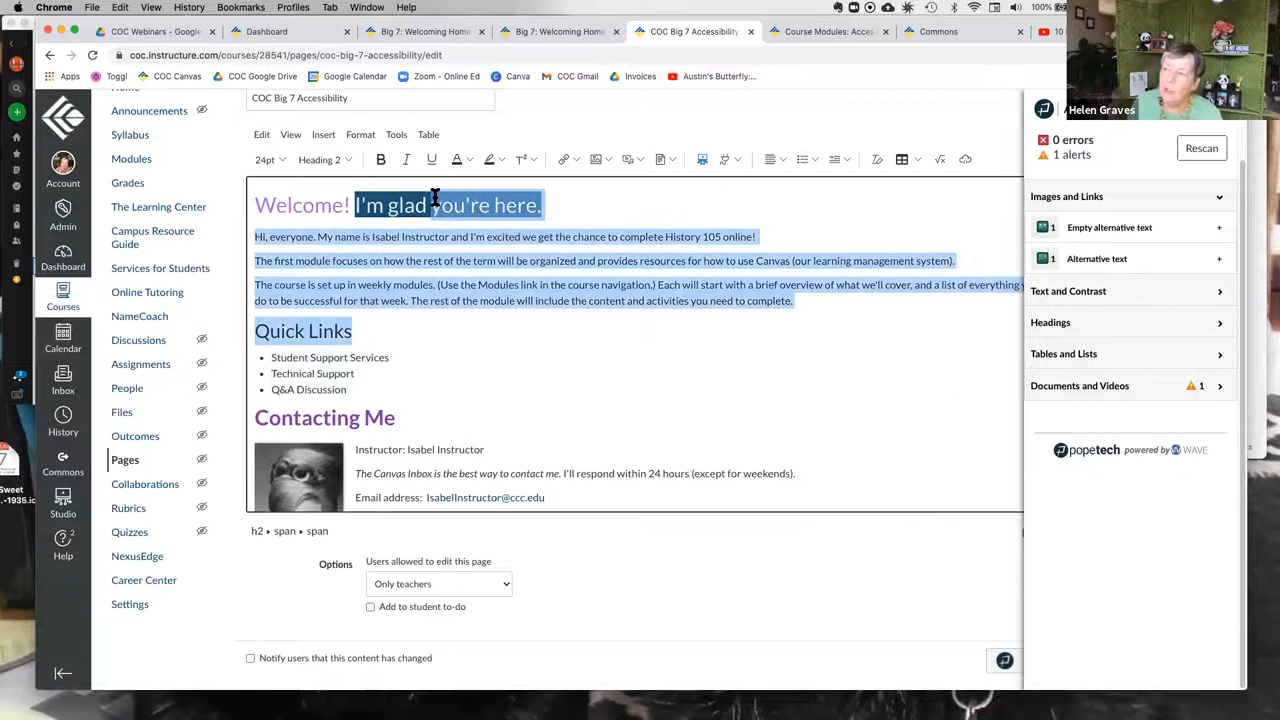 Chrome File Edit View History Bookmarks Profiles Tab Window Help
100%
COC Webinars - Google
Dashboard
Big 7: Welcoming Home
Big 7: Welcoming Home
COC Big 7 Accessibility
Course Modules: Acces
Commons
10
coc.instructure.com/courses/28541/pages/coc-big-7-accessibility/edit
Apps
Toggl
COC Canvas
COC Google Drive
Google Calendar
Zoom - Online Ed
Canva
COC Gmail
Invoices
Austin's Butterfly:...
Helen Graves
Account
Admin
Dashboard
Courses
Calendar
Inbox
History
Commons
Studio
Help
2
Home
Announcements
Syllabus
Modules
Grades
The Learning Center
Campus Resource
Guide
Services for Students
Online Tutoring
NameCoach
Discussions
Assignments
People
Files
Outcomes
Pages
Collaborations
Rubrics
Quizzes
NexusEdge
Career Center
Settings
COC Big 7 Accessibility
Edit View Insert Format Tools Table
24pt Heading 2 B I U A T²
Welcome! I'm glad you're here.
Hi, everyone. My name is Isabel Instructor and I'm excited we get the chance to complete History 105 online!
The first module focuses on how the rest of the term will be organized and provides resources for how to use Canvas (our learning management system).
The course is set up in weekly modules. (Use the Modules link in the course navigation.) Each will start with a brief overview of what we'll cover, and a list of everything
do to be successful for that week. The rest of the module will include the content and activities you need to complete.
Quick Links
Student Support Services
Technical Support
Q&A Discussion
Contacting Me
Instructor: Isabel Instructor
The Canvas Inbox is the best way to contact me. I'll respond within 24 hours (except for weekends).
Email address: IsabelInstructor@ccc.edu
h2 ▸ span ▸ span
Options
Users allowed to edit this page
Only teachers
Add to student to-do
Notify users that this content has changed
0 errors
1 alerts
Rescan
Images and Links
1 Empty alternative text +
1 Alternative text +
Text and Contrast
Headings
Tables and Lists
Documents and Videos 1
popetech powered by WAVE
Sweet
-1935.ic